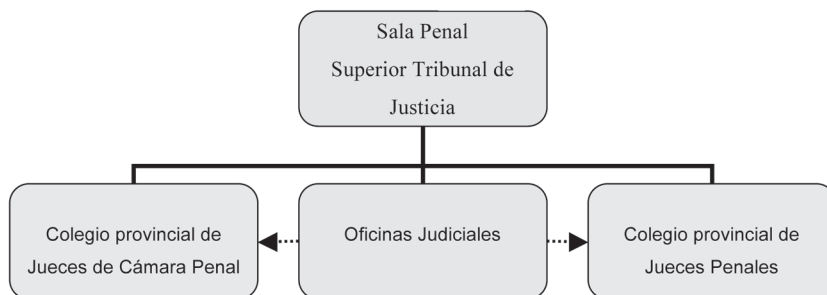 Sala Penal
Superior Tribunal de
Justicia
Colegio provincial de
Jueces de Cámara Penal
Oficinas Judiciales
Colegio provincial de
Jueces Penales